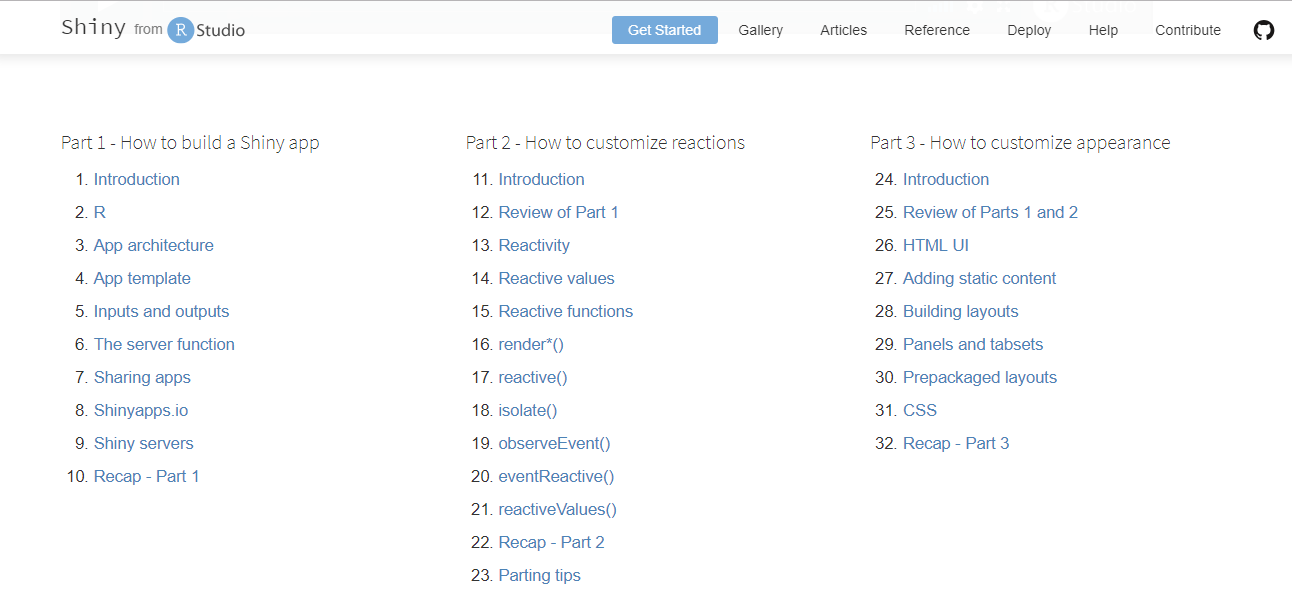 Shiny from R Studio
Get Started
Gallery
Articles
Reference
Deploy
Help
Contribute
Part 1 - How to build a Shiny app
1. Introduction
2. R
3. App architecture
4. App template
5. Inputs and outputs
6. The server function
7. Sharing apps
8. Shinyapps.io
9. Shiny servers
10. Recap - Part 1
Part 2 - How to customize reactions
11. Introduction
12. Review of Part 1
13. Reactivity
14. Reactive values
15. Reactive functions
16. render*()
17. reactive()
18. isolate()
19. observeEvent()
20. eventReactive()
21. reactiveValues()
22. Recap - Part 2
23. Parting tips
Part 3 - How to customize appearance
24. Introduction
25. Review of Parts 1 and 2
26. HTML UI
27. Adding static content
28. Building layouts
29. Panels and tabsets
30. Prepackaged layouts
31. CSS
32. Recap - Part 3